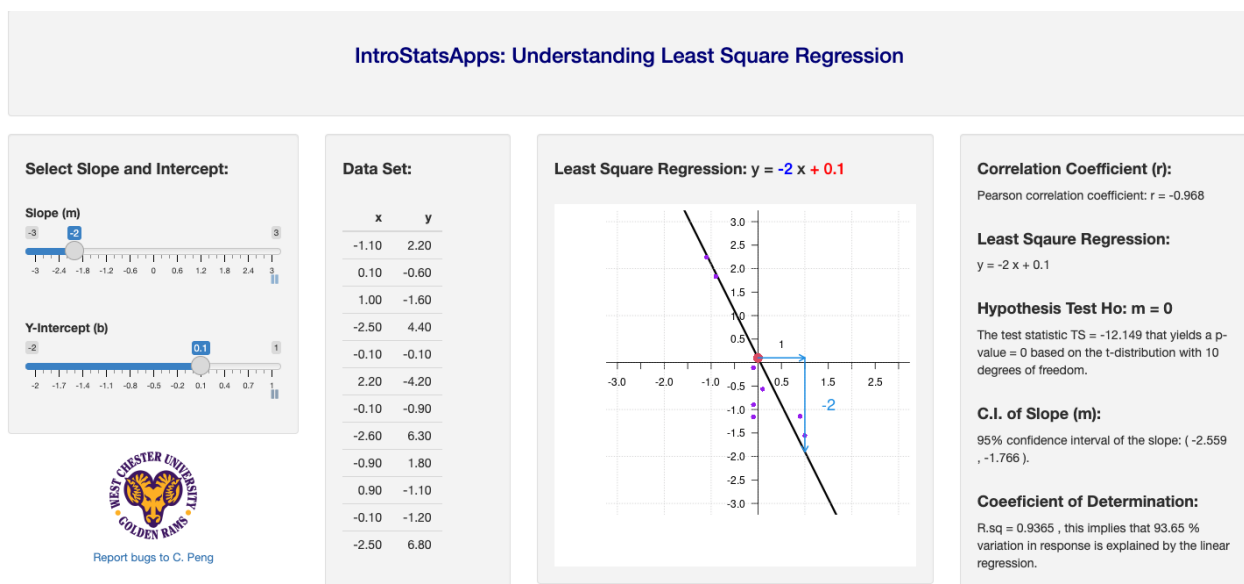 IntroStatsApps: Understanding Least Square Regression
Select Slope and Intercept:
Slope (m)
-3 -2 3
-3 -2.4 -1.8 -1.2 -0.6 0 0.6 1.2 1.8 2.4 3
Y-Intercept (b)
-2 0.1 1
-2 -1.7 -1.4 -1.1 -0.8 -0.5 -0.2 0.1 0.4 0.7 1
WEST CHESTER UNIVERSITY
GOLDEN RAMS
Report bugs to C. Peng
Data Set:
x y
-1.10 2.20
0.10 -0.60
1.00 -1.60
-2.50 4.40
-0.10 -0.10
2.20 -4.20
-0.10 -0.90
-2.60 6.30
-0.90 1.80
0.90 -1.10
-0.10 -1.20
-2.50 6.80
Least Square Regression: y = -2 x + 0.1
3.0
2.5
2.0
1.5
1.0
0.5
1
-3.0 -2.0 -1.0 0.5 1.5 2.5
-0.5
-1.0
-2
-1.5
-2.0
-2.5
-3.0
Correlation Coefficient (r):
Pearson correlation coefficient: r = -0.968
Least Sqaure Regression:
y = -2 x + 0.1
Hypothesis Test Ho: m = 0
The test statistic TS = -12.149 that yields a p-
value = 0 based on the t-distribution with 10
degrees of freedom.
C.I. of Slope (m):
95% confidence interval of the slope: ( -2.559
, -1.766 ).
Coeeficient of Determination:
R.sq = 0.9365 , this implies that 93.65 %
variation in response is explained by the linear
regression.